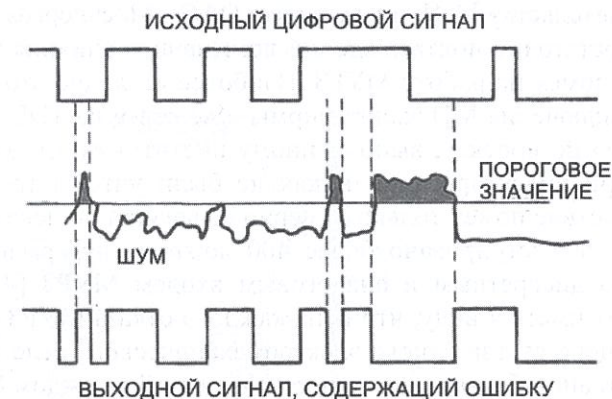 ИСХОДНЫЙ ЦИФРОВОЙ СИГНАЛ
ПОРОГОВОЕ
ЗНАЧЕНИЕ
ШУМ
ВЫХОДНОЙ СИГНАЛ, СОДЕРЖАЩИЙ ОШИБКУ